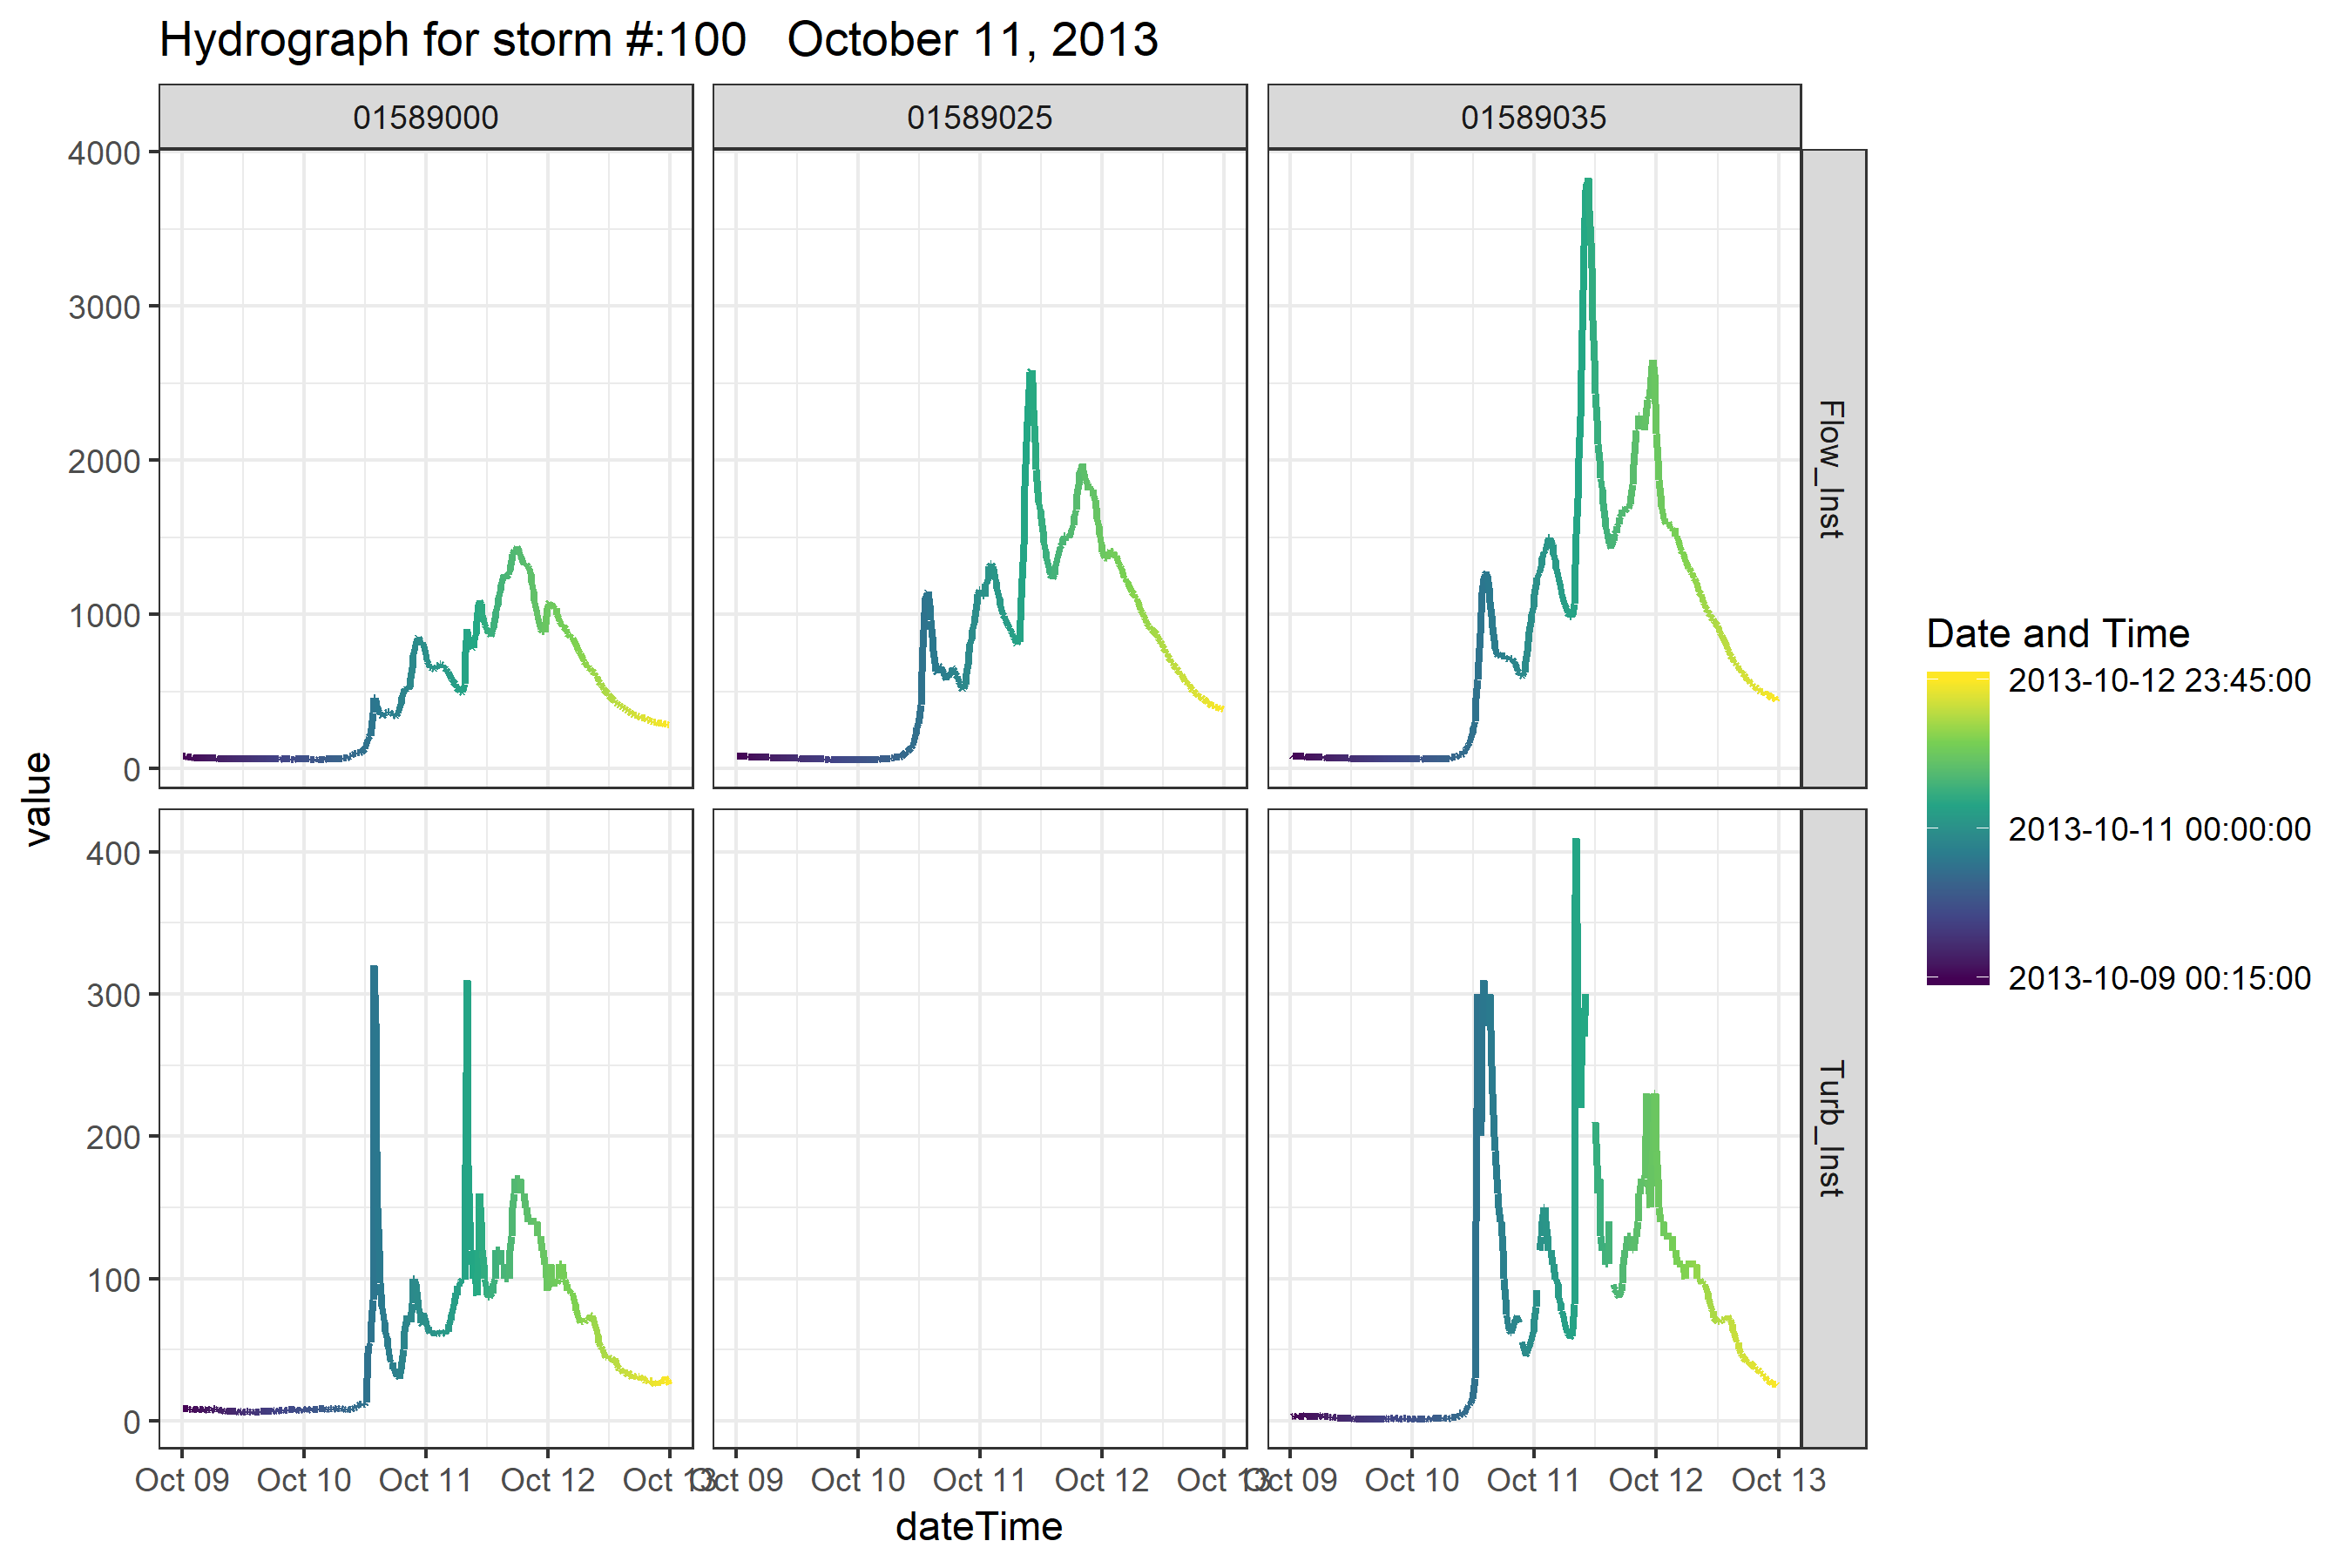 Hydrograph for storm #:100   October 11, 2013
01589000
01589025
01589035
4000
3000
2000
1000
0
Flow_Inst
value
400
300
200
100
0
Turb_Inst
Oct 09
Oct 10
Oct 11
Oct 12
Oct 13
Oct 09
Oct 10
Oct 11
Oct 12
Oct 13
Oct 09
Oct 10
Oct 11
Oct 12
Oct 13
dateTime
Date and Time
2013-10-12 23:45:00
2013-10-11 00:00:00
2013-10-09 00:15:00